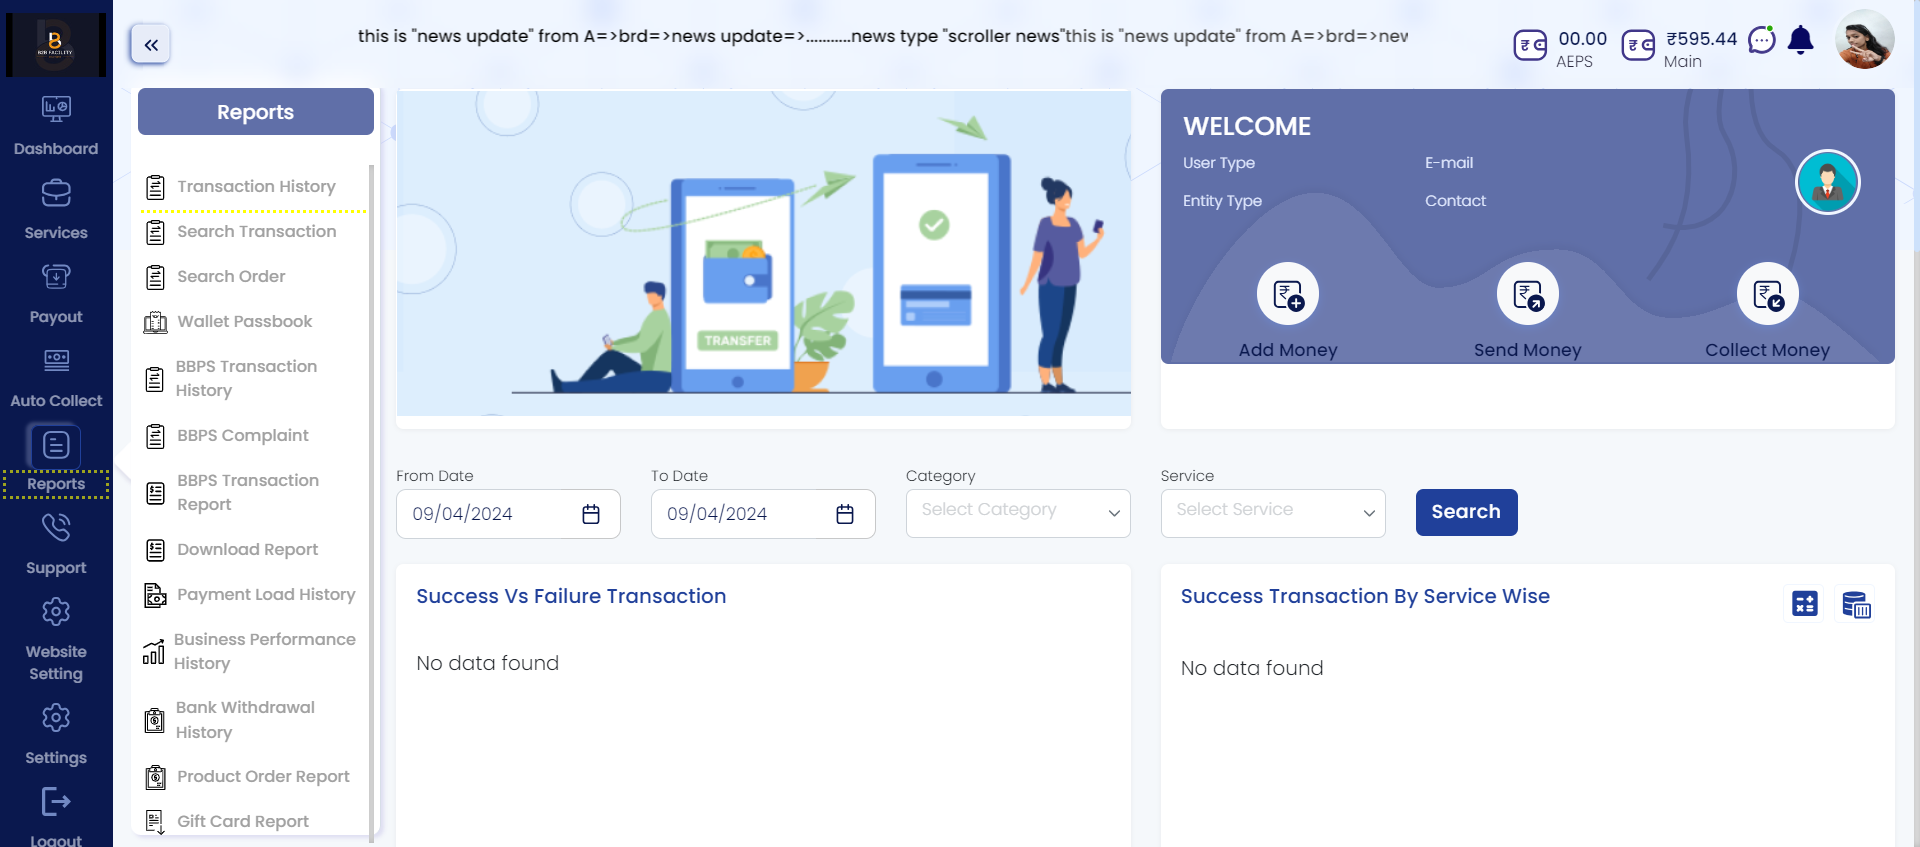 B2B FACILITY
this is "news update" from A=>brd=>news update=>...........news type "scroller news"this is "news update" from A=>brd=>nev
00.00
AEPS
₹595.44
Main
Dashboard
Services
Payout
Auto Collect
Reports
Support
Website
Setting
Settings
Logout
Reports
Transaction History
Search Transaction
Search Order
Wallet Passbook
BBPS Transaction
History
BBPS Complaint
BBPS Transaction
Report
Download Report
Payment Load History
Business Performance
History
Bank Withdrawal
History
Product Order Report
Gift Card Report
TRANSFER
WELCOME
User Type
E-mail
Entity Type
Contact
Add Money
Send Money
Collect Money
From Date
To Date
Category
Service
09/04/2024
09/04/2024
Select Category
Select Service
Search
Success Vs Failure Transaction
No data found
Success Transaction By Service Wise
No data found